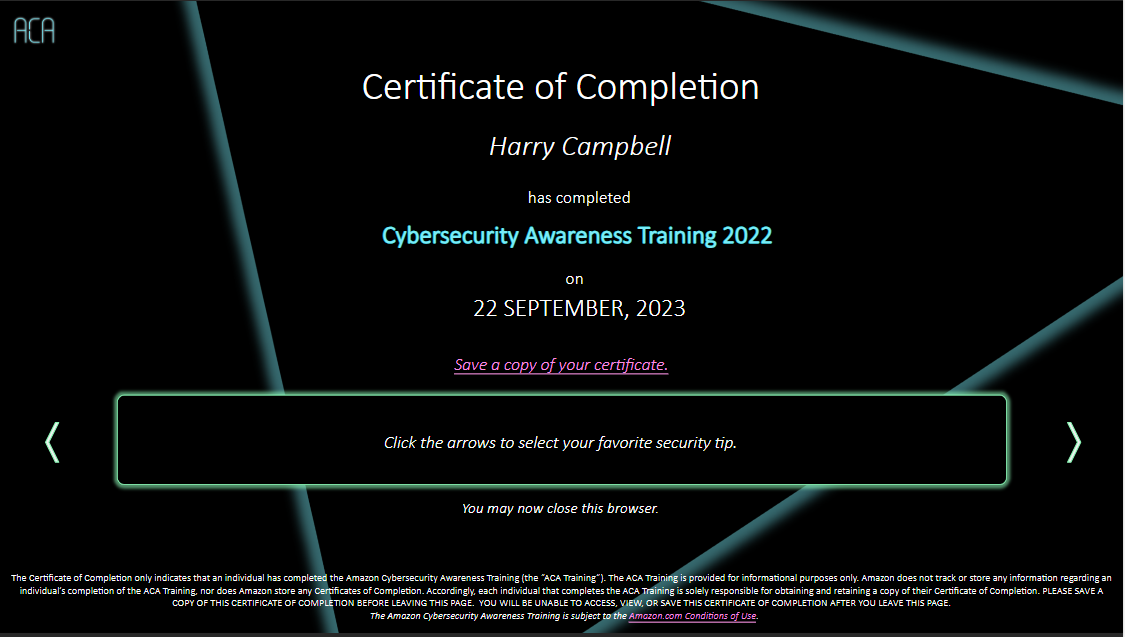 ACA
Certificate of Completion
Harry Campbell
has completed
Cybersecurity Awareness Training 2022
on
22 SEPTEMBER, 2023
Save a copy of your certificate.
Click the arrows to select your favorite security tip.
You may now close this browser.
The Certificate of Completion only indicates that an individual has completed the Amazon Cybersecurity Awareness Training (the “ACA Training”). The ACA Training is provided for informational purposes only. Amazon does not track or store any information regarding an
individual’s completion of the ACA Training, nor does Amazon store any Certificates of Completion. Accordingly, each individual that completes the ACA Training is solely responsible for obtaining and retaining a copy of their Certificate of Completion. PLEASE SAVE A
COPY OF THIS CERTIFICATE OF COMPLETION BEFORE LEAVING THIS PAGE. YOU WILL BE UNABLE TO ACCESS, VIEW, OR SAVE THIS CERTIFICATE OF COMPLETION AFTER YOU LEAVE THIS PAGE.
The Amazon Cybersecurity Awareness Training is subject to the Amazon.com Conditions of Use.